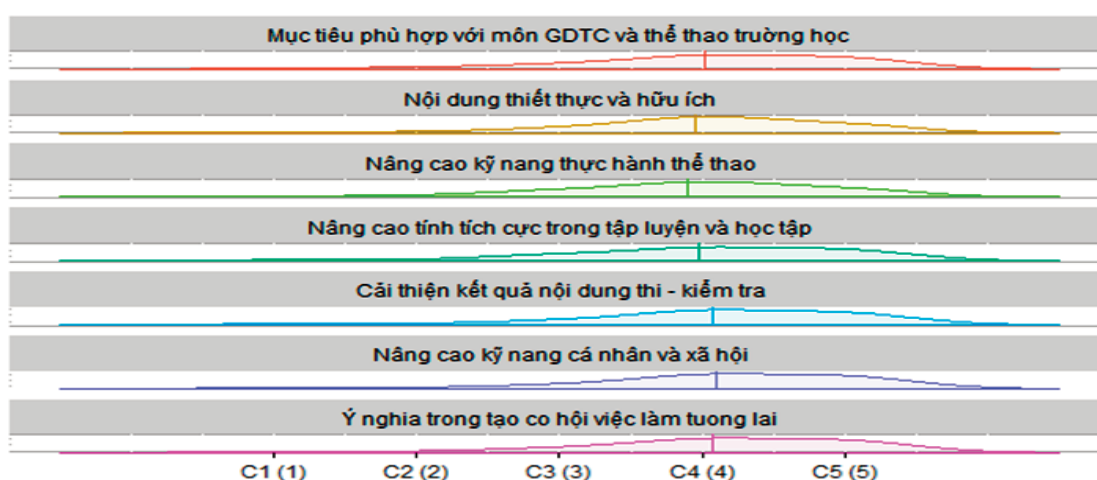 Mục tiêu phù hợp với môn GDTC và thể thao truờng học
Nội dung thiết thực và hữu ích
Nâng cao kỹ nang thực hành thể thao
Nâng cao tính tích cực trong tập luyện và học tập
Cải thiện kết quả nội dung thi - kiểm tra
Nâng cao kỹ nang cá nhân và xã hội
Ý nghia trong tạo co hội việc làm tuong lai
C1 (1) C2 (2) C3 (3) C4 (4) C5 (5)